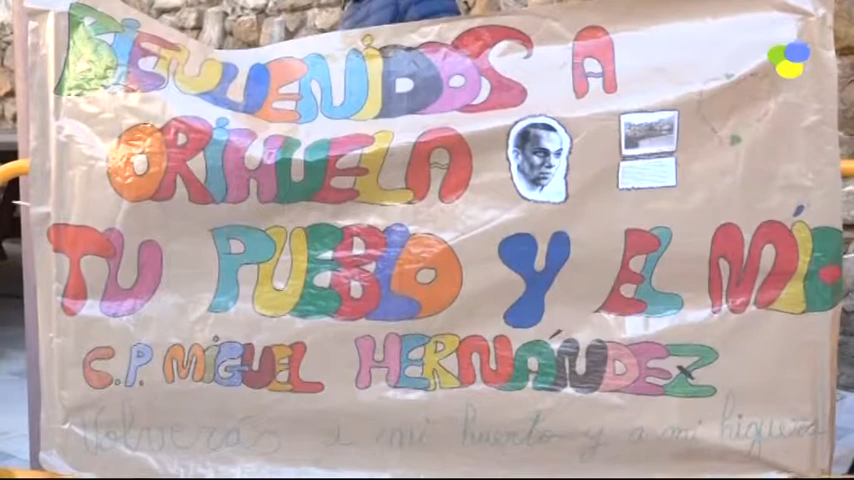 BIENVENIDOS A
ORIHUELA
TU PUEBLO Y EL MÍO
C.P. MIGUEL HERNÁNDEZ
Volverás a mi huerto y a mi higuera